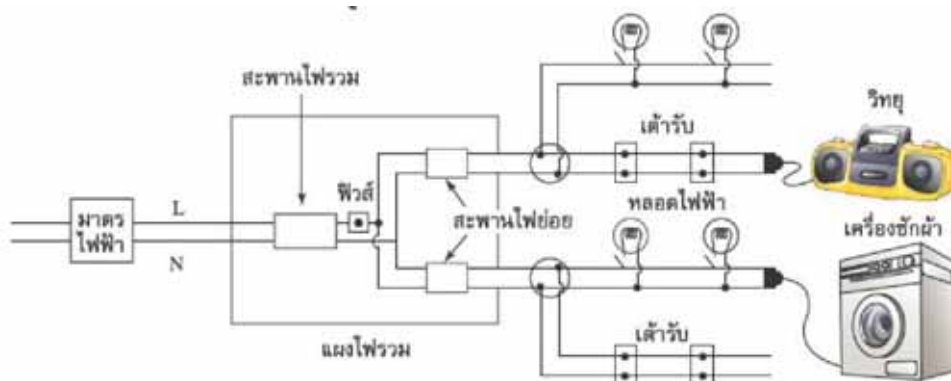 สะพานไฟรวม
วิทยุ
เต้ารับ
ฟิวส์
L
มาตร
ไฟฟ้า
สะพานไฟย่อย
หลอดไฟฟ้า
เครื่องซักผ้า
N
แผงไฟรวม
เต้ารับ